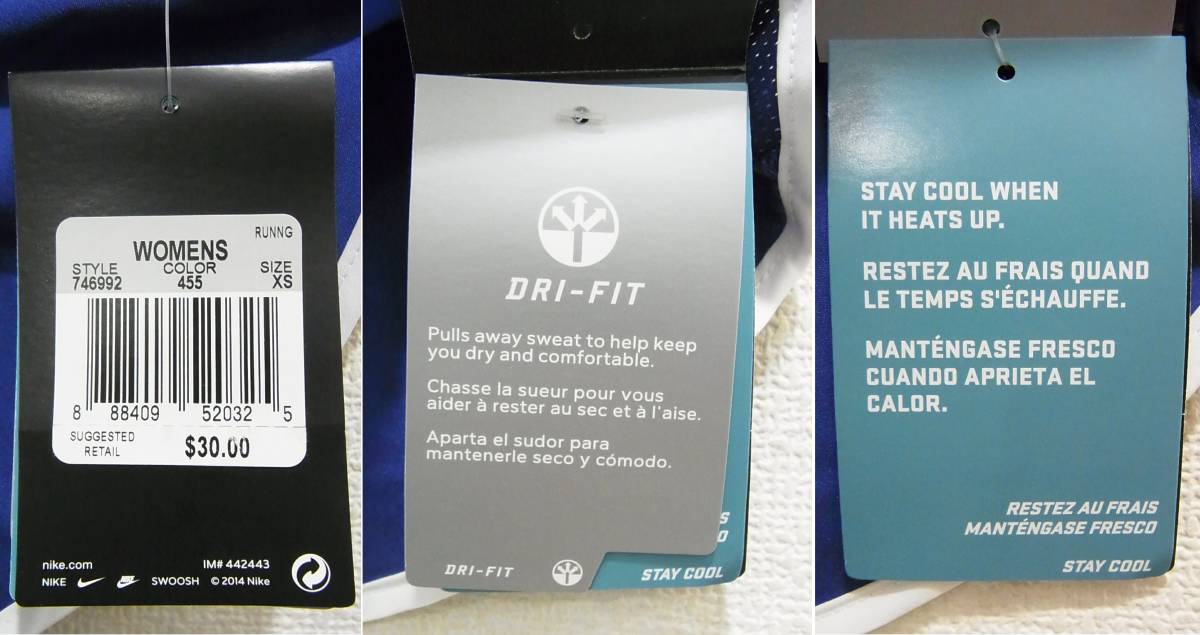 RUNNG
WOMENS
STYLE COLOR SIZE
746992 455 XS
8 88409 52032 5
SUGGESTED
RETAIL $30.00
nike.com IM# 442443
NIKE SWOOSH © 2014 Nike
DRI-FIT
Pulls away sweat to help keep
you dry and comfortable.
Chasse la sueur pour vous
aider à rester au sec et à l'aise.
Aparta el sudor para
mantenerle seco y cómodo.
S
O
DRI-FIT STAY COOL
STAY COOL WHEN
IT HEATS UP.
RESTEZ AU FRAIS QUAND
LE TEMPS S'ÉCHAUFFE.
MANTÉNGASE FRESCO
CUANDO APRIETA EL
CALOR.
RESTEZ AU FRAIS
MANTÉNGASE FRESCO
STAY COOL